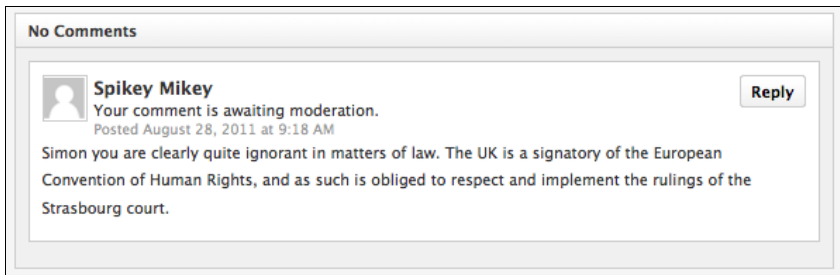 No Comments
Spikey Mikey
Reply
Your comment is awaiting moderation.
Posted August 28, 2011 at 9:18 AM
Simon you are clearly quite ignorant in matters of law. The UK is a signatory of the European
Convention of Human Rights, and as such is obliged to respect and implement the rulings of the
Strasbourg court.